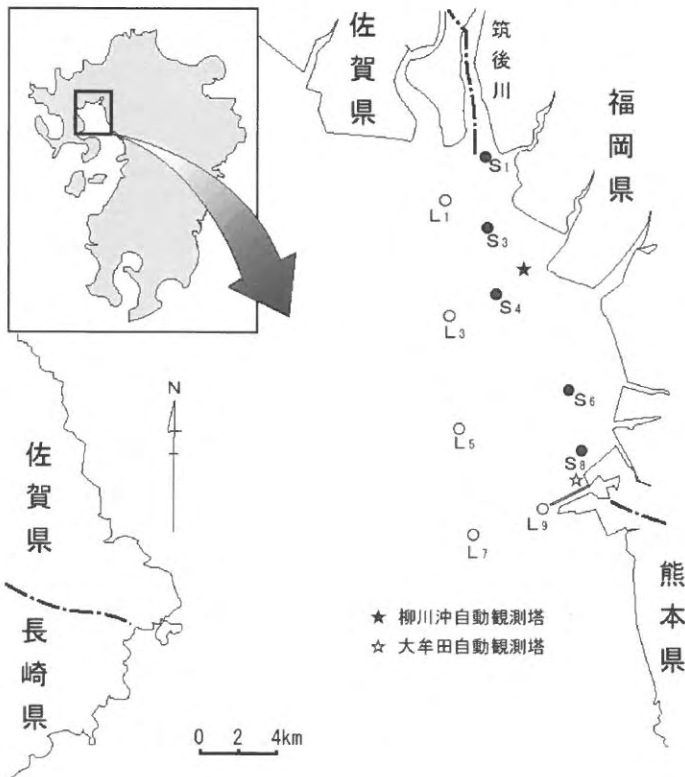 佐賀県
筑後川
福岡県
S1
L1
S3
S4
L3
S6
L5
S8
L9
L7
N
佐賀県
長崎県
熊本県
★ 柳川沖自動観測塔
☆ 大牟田自動観測塔
0 2 4km